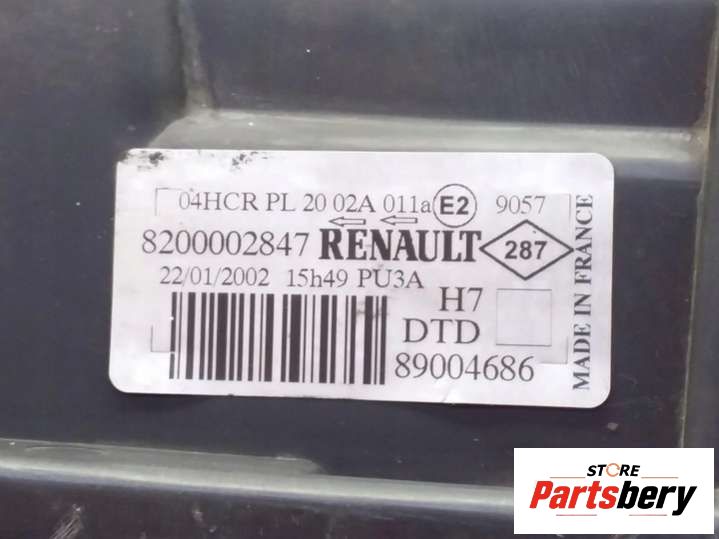 04HCR PL 20 02A 011a E2 9057
8200002847 RENAULT 287
22/01/2002 15h49 PU3A
H7
DTD
89004686
MADE IN FRANCE
STORE
Partsbery